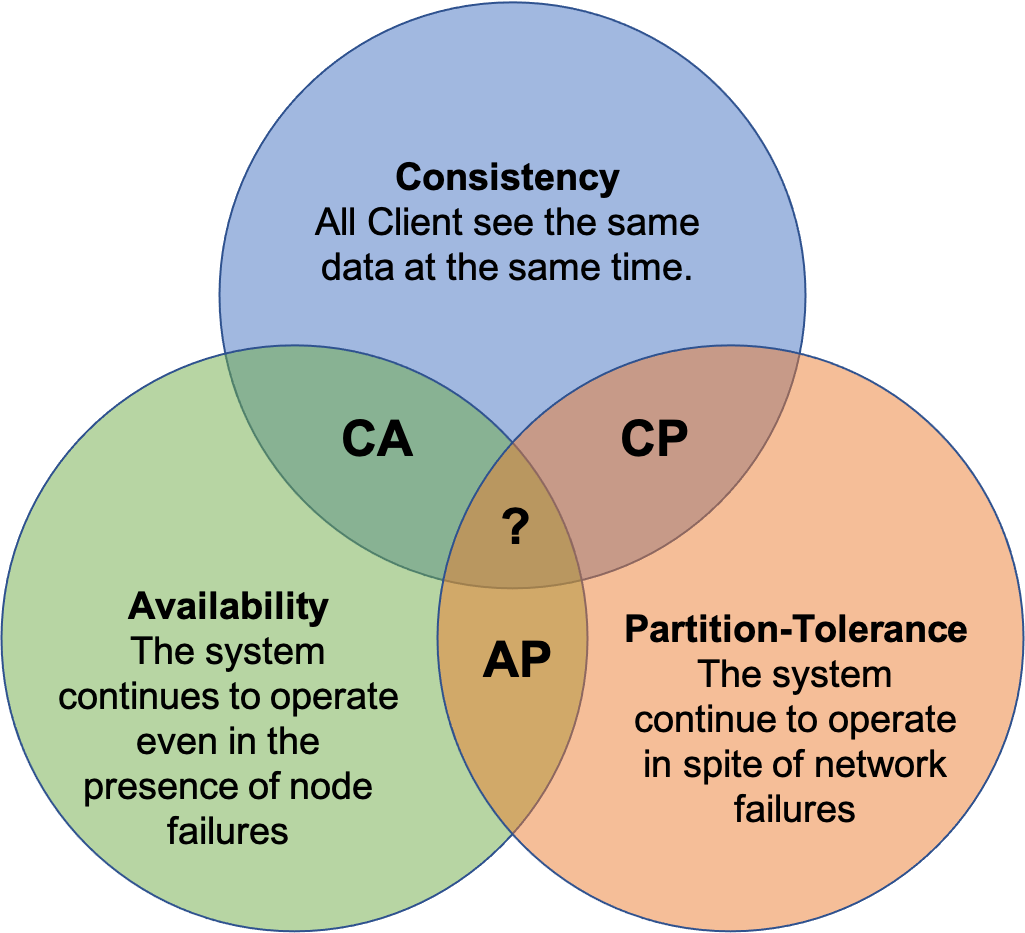 Consistency
All Client see the same
data at the same time.
CA
CP
?
AP
Availability
The system
continues to operate
even in the
presence of node
failures
Partition-Tolerance
The system
continue to operate
in spite of network
failures